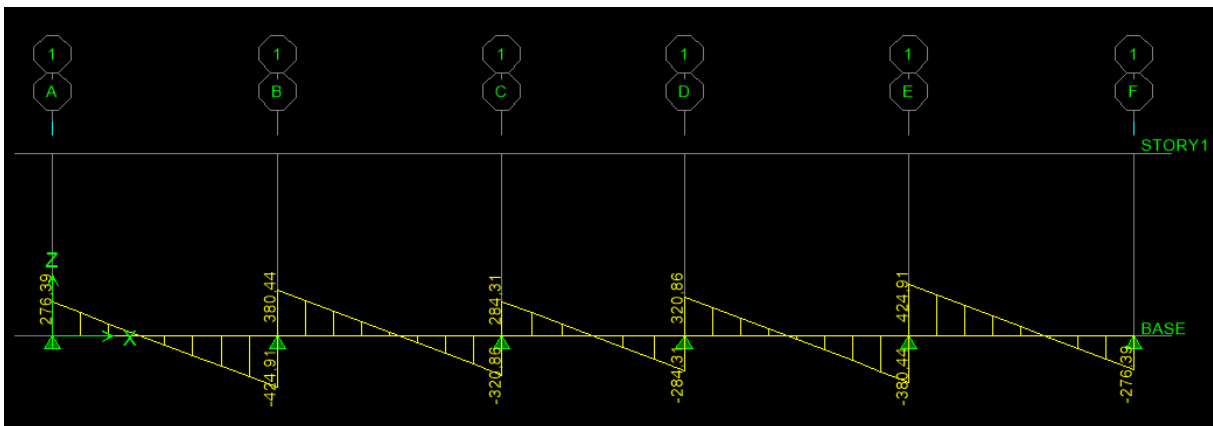 1 1 1 1 1 1
A B C D E F
STORY1
Z
276.39 380.44 284.31 320.86 424.91
X
BASE
-424.91 -320.86 -284.31 -380.44 -276.39